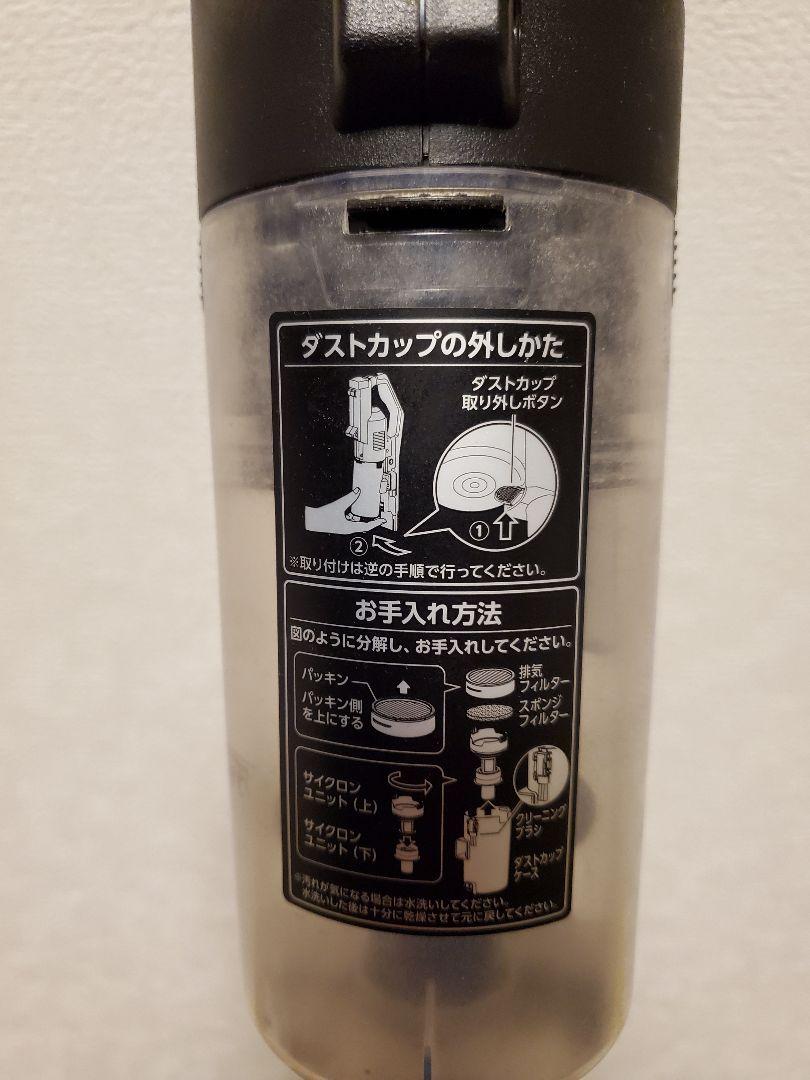 ダストカップの外しかた
ダストカップ
取り外しボタン
①
②
※取り付けは逆の手順で行ってください。
お手入れ方法
図のように分解し、お手入れしてください。
パッキン
パッキン側
を上にする
排気
フィルター
スポンジ
フィルター
サイクロン
ユニット（上）
サイクロン
ユニット（下）
クリーニング
ブラシ
ダストカップ
ケース
※汚れが気になる場合は水洗いしてください。
水洗いした後は十分に乾燥させて元に戻してください。